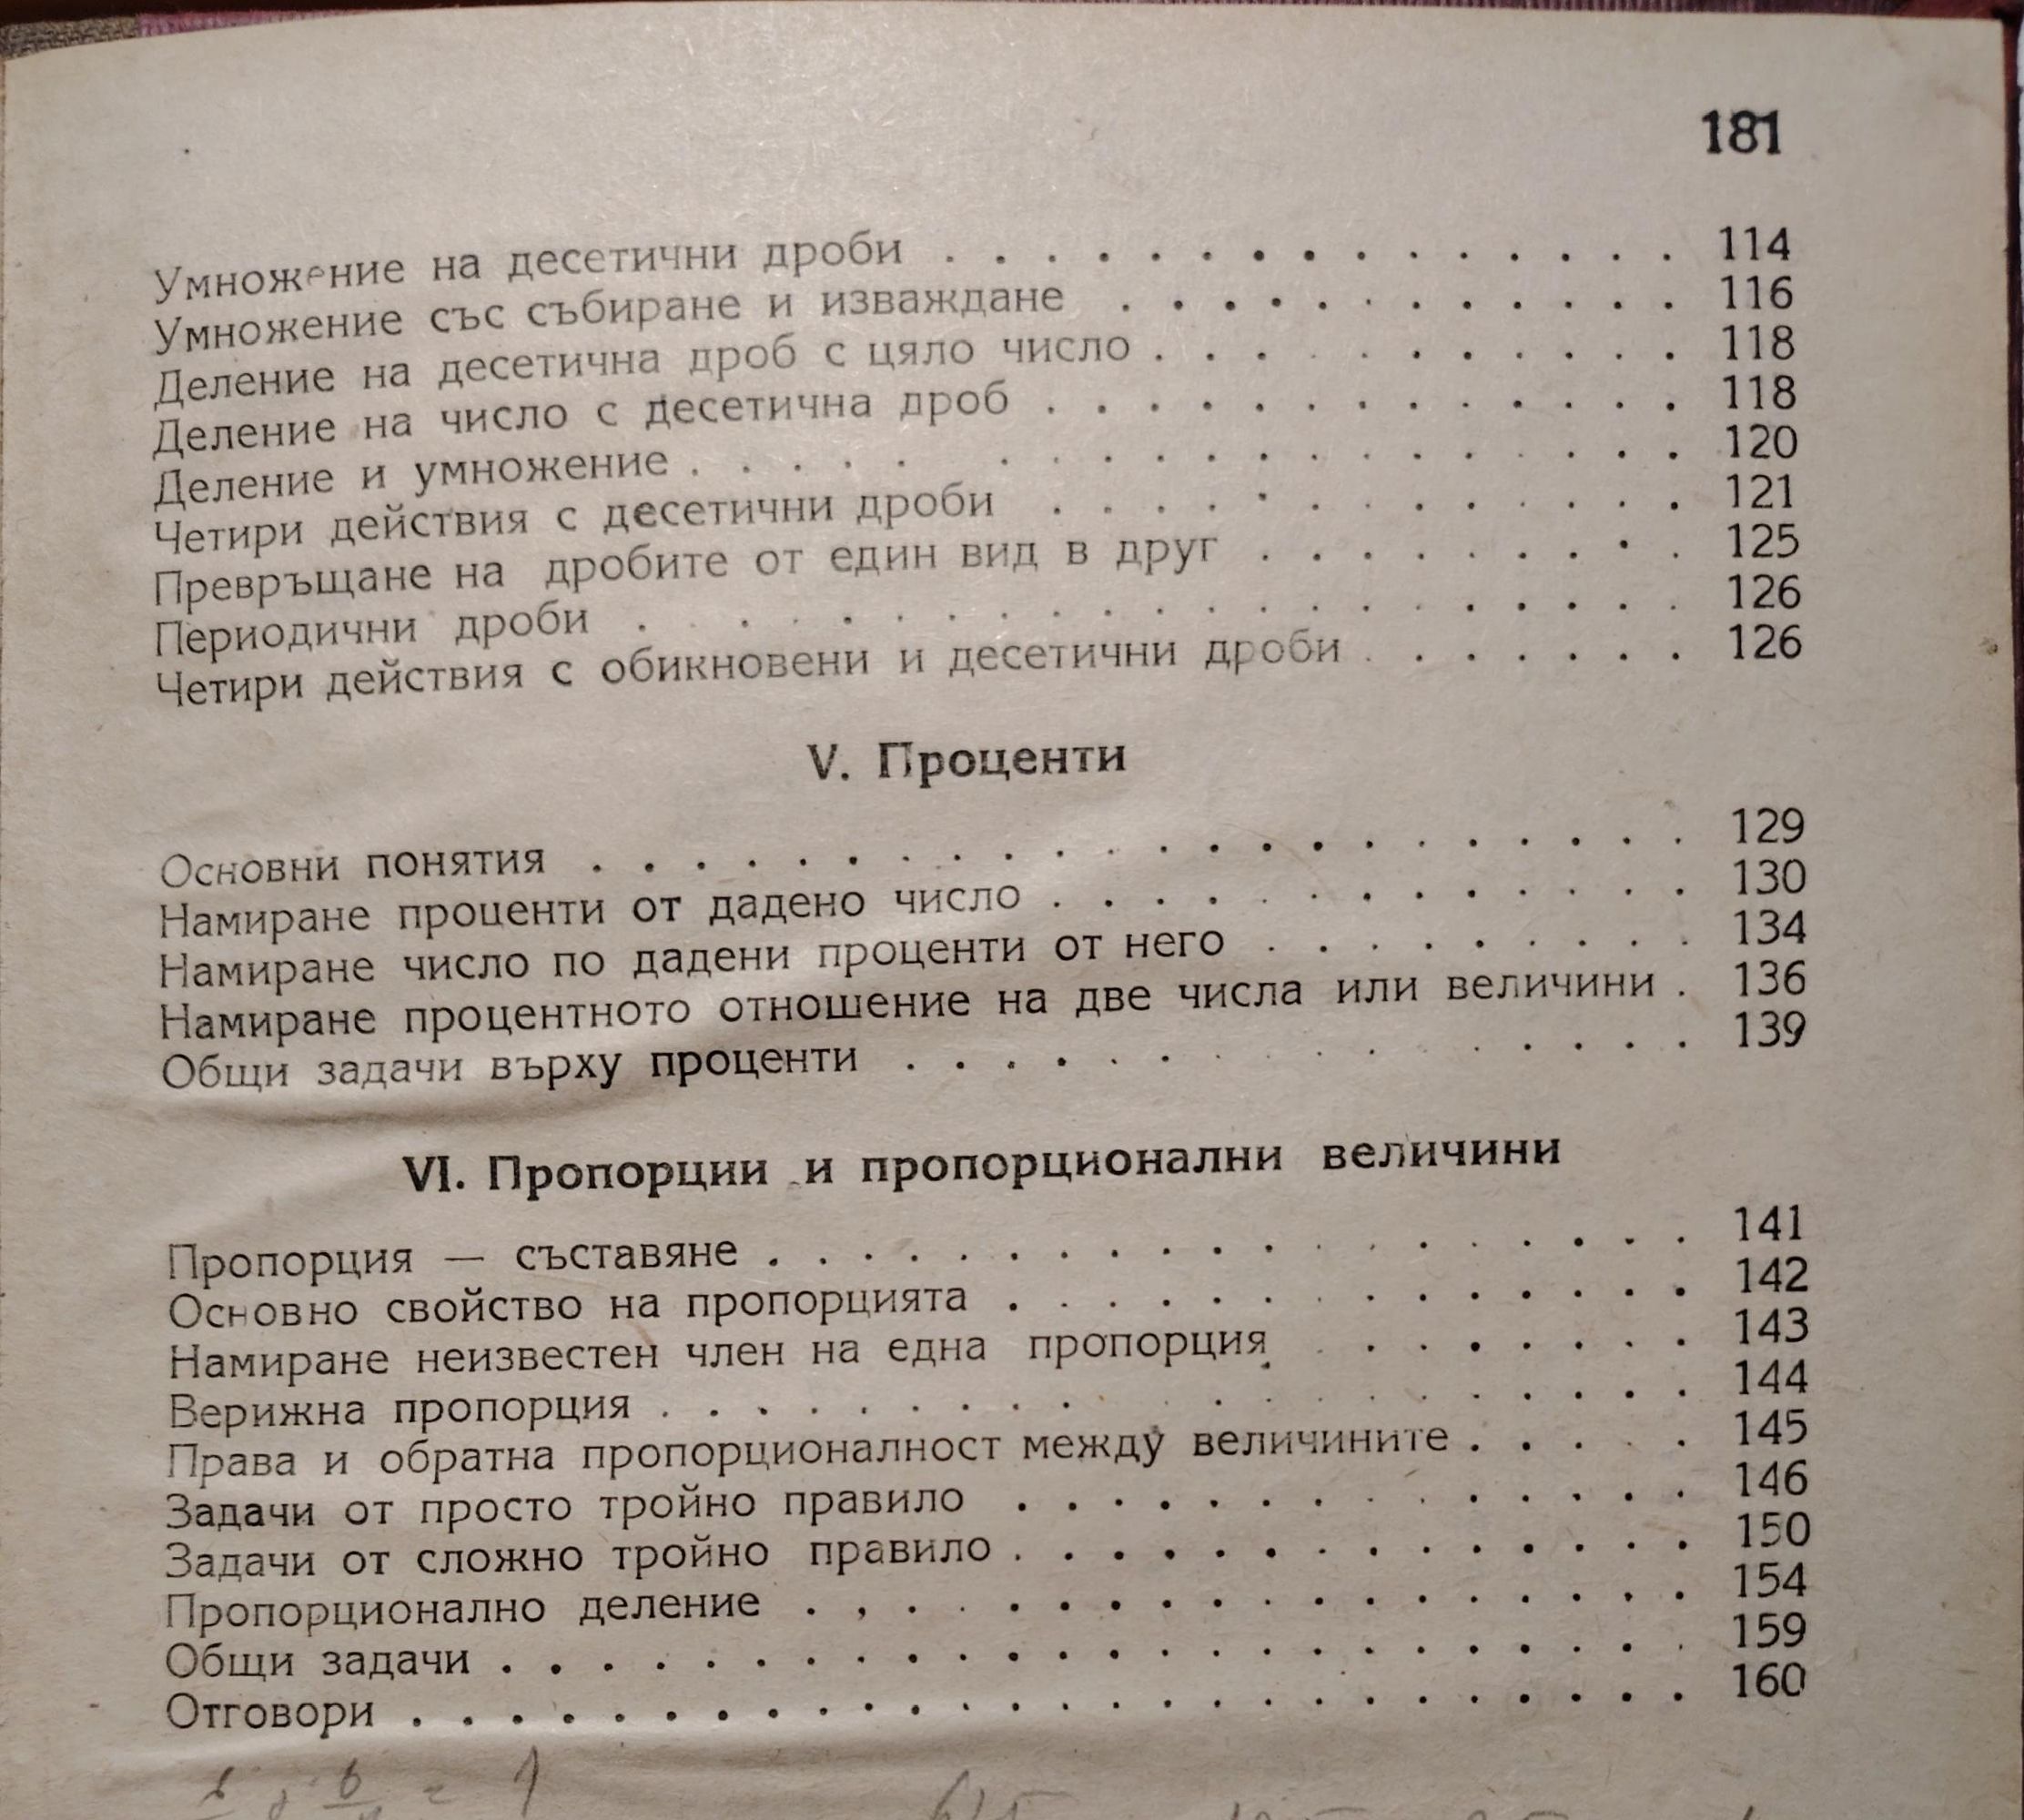 181
Умножение на десетични дроби . . . . . . . . . . . . . . . 114
Умножение със събиране и изваждане . . . . . . . . . . . . 116
Деление на десетична дроб с цяло число . . . . . . . . . . . 118
Деление на число с десетична дроб . . . . . . . . . . . . . 118
Деление и умножение . . . . . . . . . . . . . . . . . . . 120
Четири действия с десетични дроби . . . . . . . . . . . . . 121
Превръщане на дробите от един вид в друг . . . . . . . . . 125
Периодични дроби . . . . . . . . . . . . . . . . . . . . . 126
Четири действия с обикновени и десетични дроби . . . . . . . 126
V. Проценти
Основни понятия . . . . . . . . . . . . . . . . . . . . . . 129
Намиране проценти от дадено число . . . . . . . . . . . . . 130
Намиране число по дадени проценти от него . . . . . . . . . 134
Намиране процентното отношение на две числа или величини . 136
Общи задачи върху проценти . . . . . . . . . . . . . . . 139
VI. Пропорции и пропорционални величини
Пропорция — съставяне . . . . . . . . . . . . . . . . . . . 141
Основно свойство на пропорцията . . . . . . . . . . . . . . 142
Намиране неизвестен член на една пропорция . . . . . . . . 143
Верижна пропорция . . . . . . . . . . . . . . . . . . . . . 144
Права и обратна пропорционалност между величините . . . . . 145
Задачи от просто тройно правило . . . . . . . . . . . . . . 146
Задачи от сложно тройно правило . . . . . . . . . . . . . . 150
Пропорционално деление . , . . . . . . . . . . . . . . . . 154
Общи задачи . . . . . . . . . . . . . . . . . . . . . . . . 159
Отговори . . . . . . . . . . . . . . . . . . . . . . . . . . 160